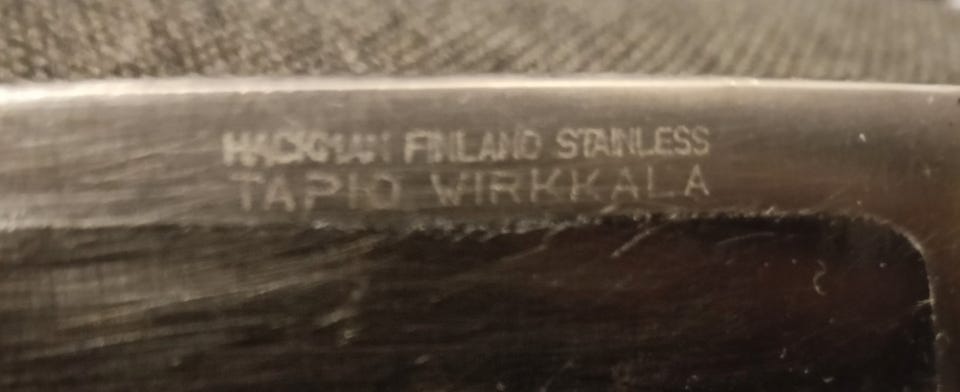 HACKMAN FINLAND STAINLESS
TAPIO WIRKKALA